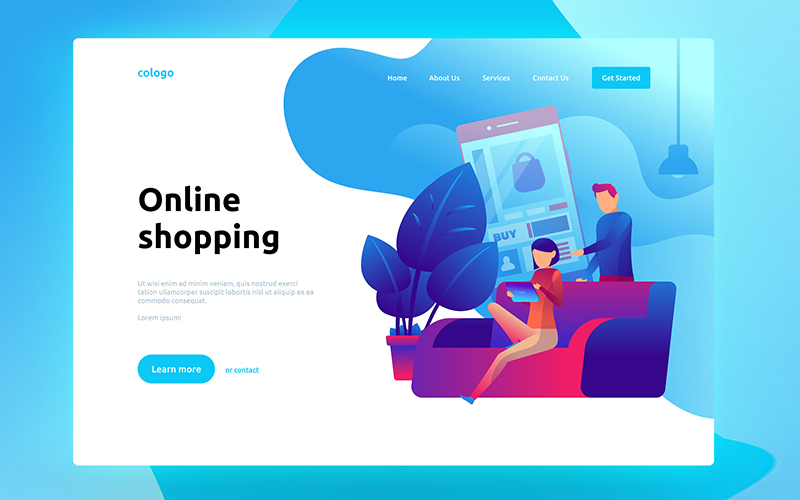 cologo
Home
About Us
Services
Contact Us
Get Started
Online
shopping
BUY
Ut wisi enim ad minim veniam, quis nostrud exerci
tation ullamcorper suscipit lobortis nisl ut aliquip ex ea
commodo consequat.
Lorem ipsum!
Learn more
or contact